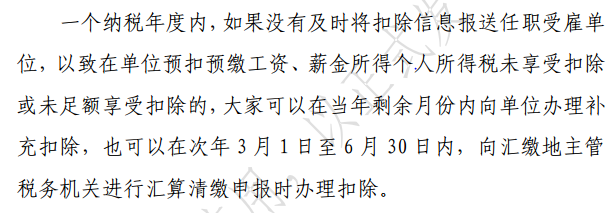 一个纳税年度内，如果没有及时将扣除信息报送任职受雇单
位，以致在单位预扣预缴工资、薪金所得个人所得税未享受扣除
或未足额享受扣除的，大家可以在当年剩余月份内向单位办理补
充扣除，也可以在次年 3 月 1 日至 6 月 30 日内，向汇缴地主管
税务机关进行汇算清缴申报时办理扣除。